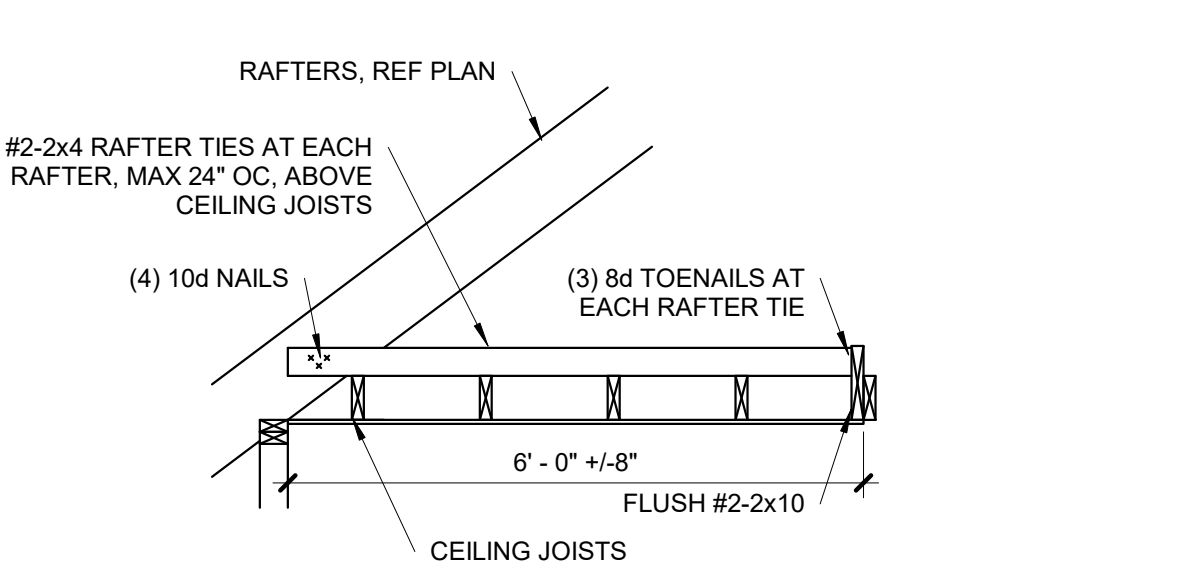 RAFTERS, REF PLAN
#2-2x4 RAFTER TIES AT EACH
RAFTER, MAX 24" OC, ABOVE
CEILING JOISTS
(4) 10d NAILS
(3) 8d TOENAILS AT
EACH RAFTER TIE
6' - 0" +/-8"
FLUSH #2-2x10
CEILING JOISTS